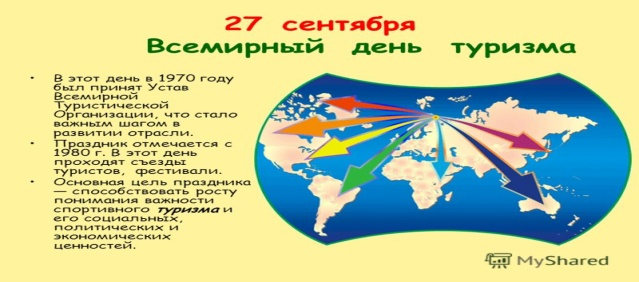 27 сентября
Всемирный день туризма
• В этот день в 1970 году
был принят Устав
Всемирной
Туристической
Организации, что стало
важным шагом в
развитии отрасли.
• Праздник отмечается с
1980 г. В этот день
проходят съезды
туристов, фестивали.
• Основная цель праздника
— способствовать росту
понимания важности
спортивного туризма и
его социальных,
политических и
экономических
ценностей.
MyShared